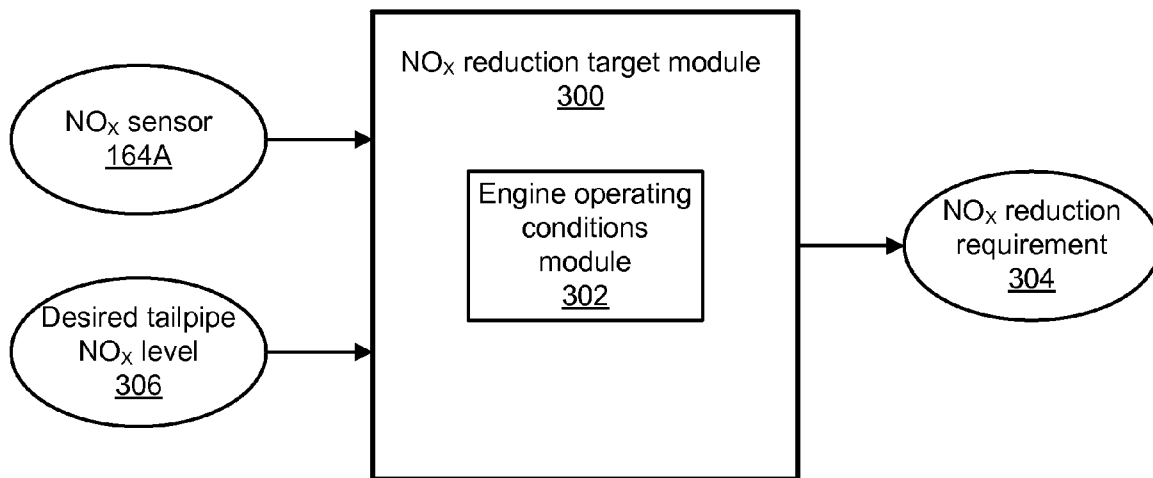 NOX reduction target module
300
NOX sensor
164A
Engine operating
conditions
module
302
NOX reduction
requirement
304
Desired tailpipe
NOX level
306